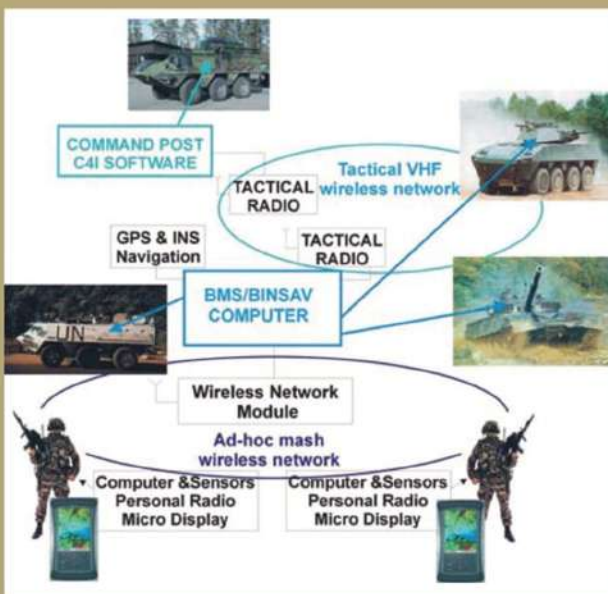 COMMAND POST
C4I SOFTWARE
Tactical VHF
wireless network
TACTICAL
RADIO
GPS & INS
Navigation
TACTICAL
RADIO
BMS/BINSAV
COMPUTER
UN
Wireless Network
Module
Ad-hoc mash
wireless network
Computer &Sensors
Personal Radio
Micro Display
Computer &Sensors
Personal Radio
Micro Display